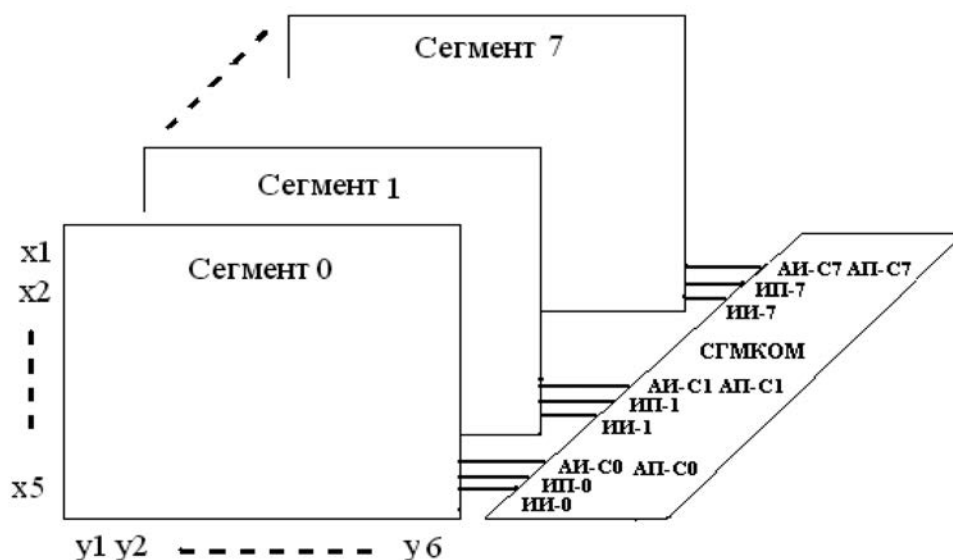 Сегмент 7
Сегмент 1
x1
Сегмент 0
x2
АИ-С7 АП-С7
ИП-7
ИИ-7
СГМКОМ
АИ-С1 АП-С1
ИП-1
ИИ-1
АИ-С0 АП-С0
ИП-0
ИИ-0
x5
y1 y2 y6